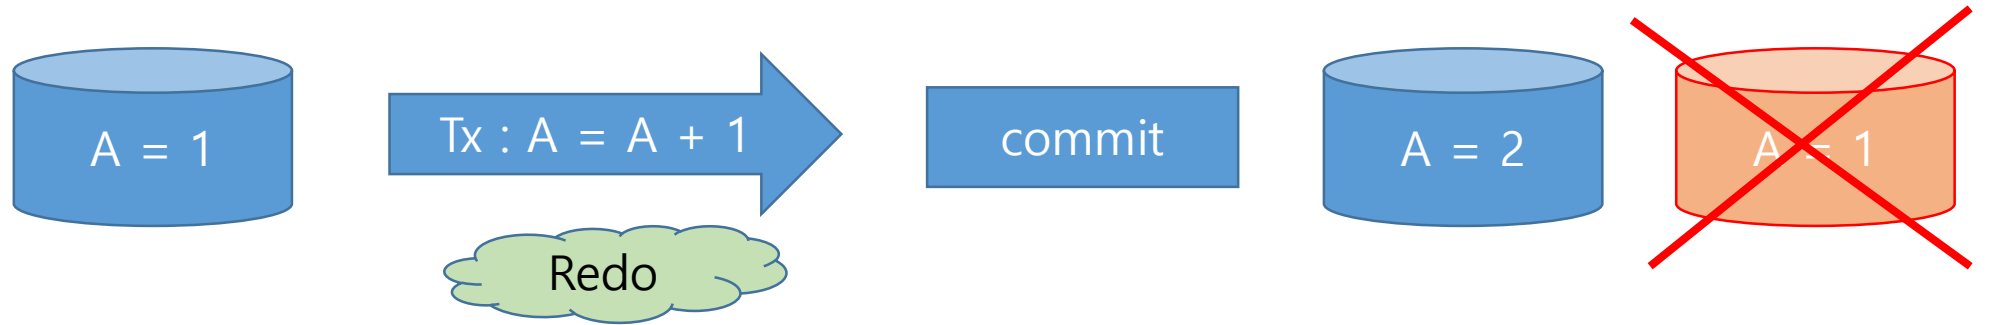 A = 1
Tx : A = A + 1
Redo
commit
A = 2
A = 1